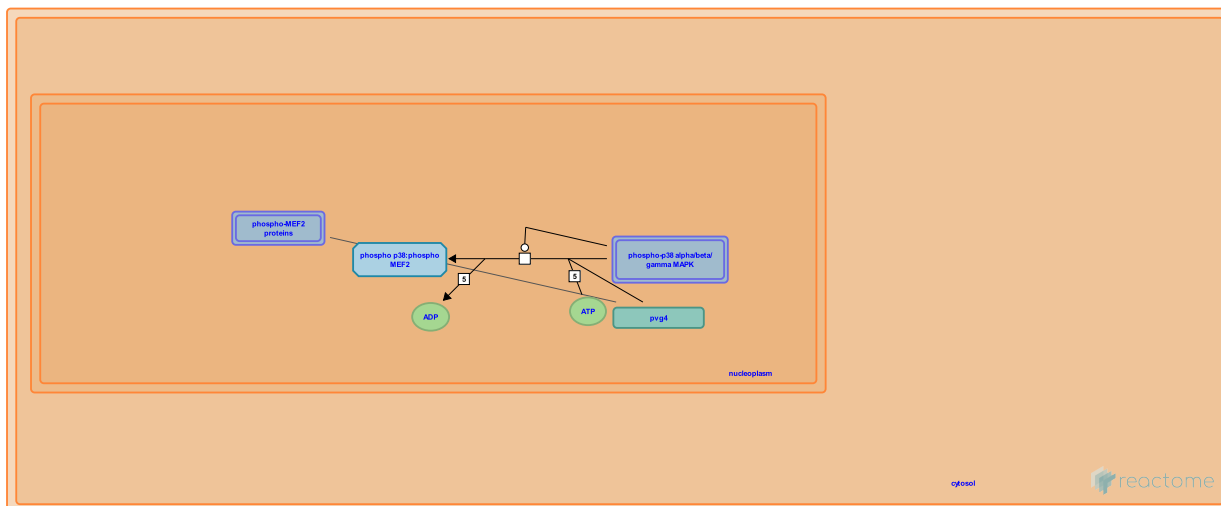 phospho-MEF2
proteins
phospho p38:phospho
MEF2
phospho-p38 alpha/beta/
gamma MAPK
5
5
ADP
ATP
pvg4
nucleoplasm
cytosol
reactome